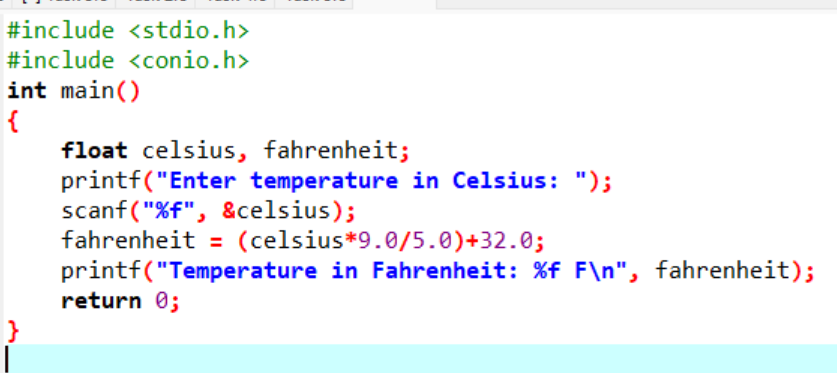 #include <stdio.h>
#include <conio.h>
int main()
{
    float celsius, fahrenheit;
    printf("Enter temperature in Celsius: ");
    scanf("%f", &celsius);
    fahrenheit = (celsius*9.0/5.0)+32.0;
    printf("Temperature in Fahrenheit: %f F\n", fahrenheit);
    return 0;
}